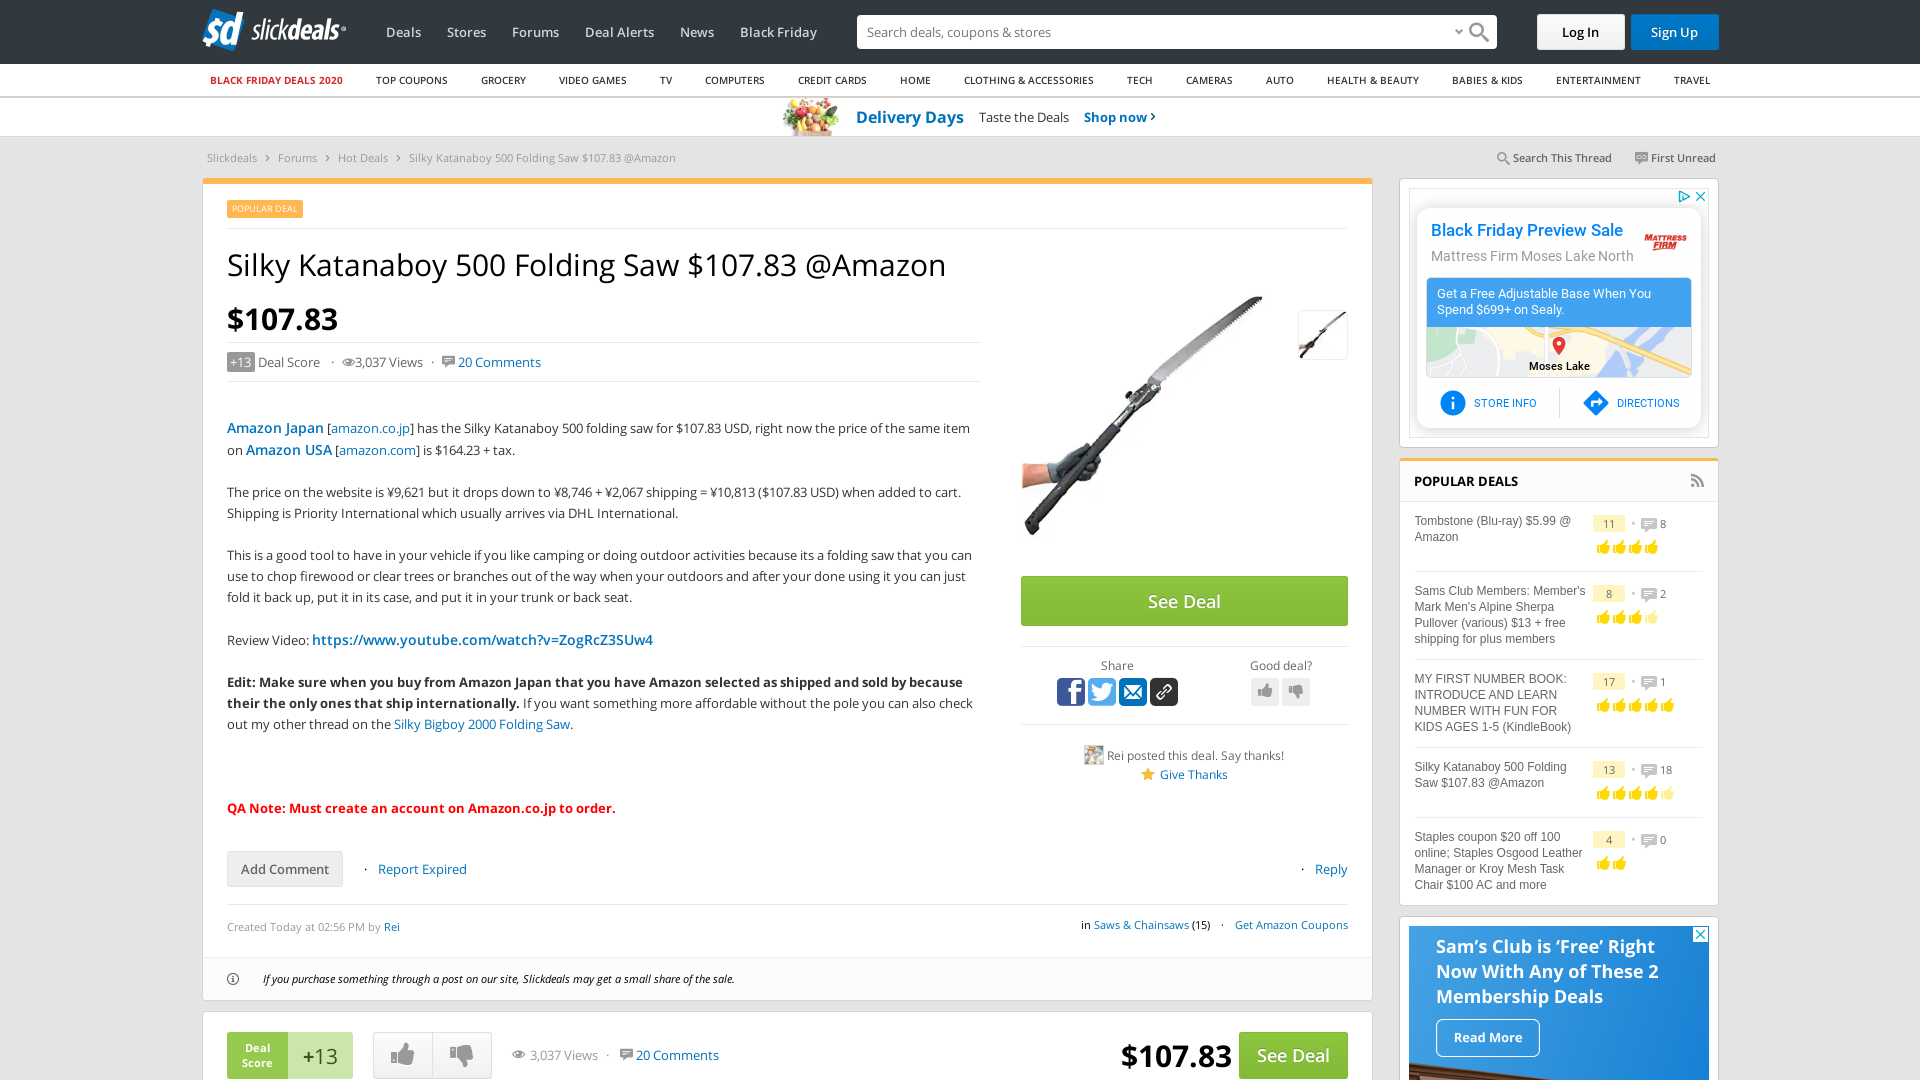 slickdeals
Deals
Stores
Forums
Deal Alerts
News
Black Friday
Search deals, coupons & stores
Log In
Sign Up
BLACK FRIDAY DEALS 2020
TOP COUPONS
GROCERY
VIDEO GAMES
TV
COMPUTERS
CREDIT CARDS
HOME
CLOTHING & ACCESSORIES
TECH
CAMERAS
AUTO
HEALTH & BEAUTY
BABIES & KIDS
ENTERTAINMENT
TRAVEL
Delivery Days Taste the Deals Shop now
Slickdeals > Forums > Hot Deals > Silky Katanaboy 500 Folding Saw $107.83 @Amazon
Search This Thread
First Unread
POPULAR DEAL
Silky Katanaboy 500 Folding Saw $107.83 @Amazon
$107.83
+13 Deal Score · 3,037 Views · 20 Comments
Amazon Japan [amazon.co.jp] has the Silky Katanaboy 500 folding saw for $107.83 USD, right now the price of the same item
on Amazon USA [amazon.com] is $164.23 + tax.
The price on the website is ¥9,621 but it drops down to ¥8,746 + ¥2,067 shipping = ¥10,813 ($107.83 USD) when added to cart.
Shipping is Priority International which usually arrives via DHL International.
This is a good tool to have in your vehicle if you like camping or doing outdoor activities because its a folding saw that you can
use to chop firewood or clear trees or branches out of the way when your outdoors and after your done using it you can just
fold it back up, put it in its case, and put it in your trunk or back seat.
Review Video: https://www.youtube.com/watch?v=ZogRcZ3SUw4
Edit: Make sure when you buy from Amazon Japan that you have Amazon selected as shipped and sold by because
their the only ones that ship internationally. If you want something more affordable without the pole you can also check
out my other thread on the Silky Bigboy 2000 Folding Saw.
QA Note: Must create an account on Amazon.co.jp to order.
See Deal
Share
Good deal?
Rei posted this deal. Say thanks!
Give Thanks
Add Comment · Report Expired
· Reply
Created Today at 02:56 PM by Rei
in Saws & Chainsaws (15) · Get Amazon Coupons
If you purchase something through a post on our site, Slickdeals may get a small share of the sale.
Deal
Score
+13
3,037 Views · 20 Comments
$107.83
See Deal
Black Friday Preview Sale
Mattress Firm Moses Lake North
MATTRESS
FIRM
Get a Free Adjustable Base When You
Spend $699+ on Sealy.
Moses Lake
STORE INFO
DIRECTIONS
POPULAR DEALS
Tombstone (Blu-ray) $5.99 @
Amazon
11 · 8
Sams Club Members: Member's
Mark Men's Alpine Sherpa
Pullover (various) $13 + free
shipping for plus members
8 · 2
MY FIRST NUMBER BOOK:
INTRODUCE AND LEARN
NUMBER WITH FUN FOR
KIDS AGES 1-5 (KindleBook)
17 · 1
Silky Katanaboy 500 Folding
Saw $107.83 @Amazon
13 · 18
Staples coupon $20 off 100
online; Staples Osgood Leather
Manager or Kroy Mesh Task
Chair $100 AC and more
4 · 0
Sam's Club is ‘Free’ Right
Now With Any of These 2
Membership Deals
Read More